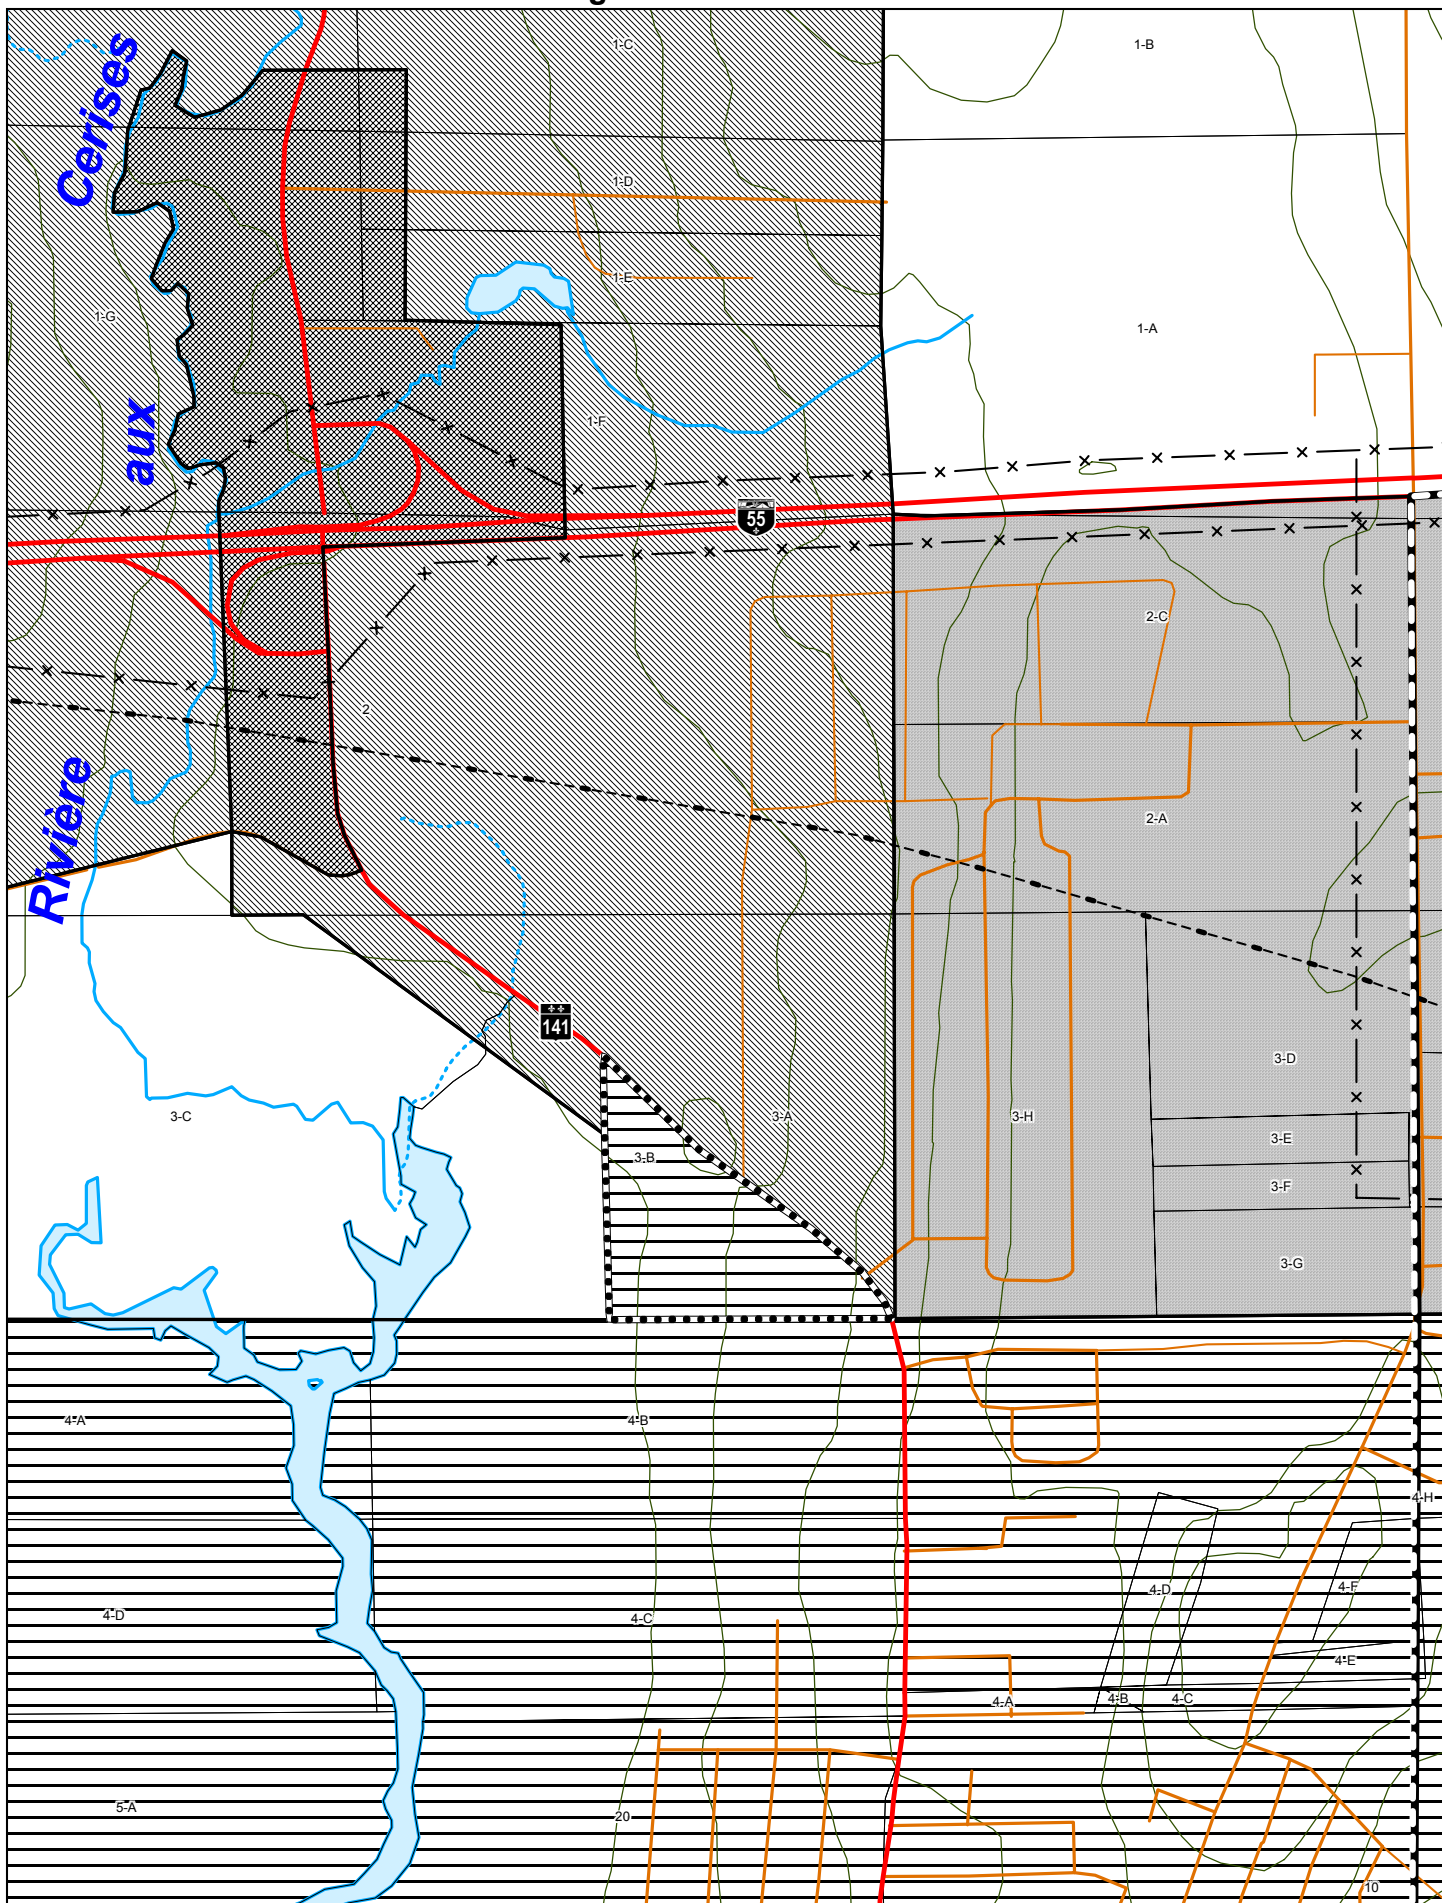 g
1-C
1-B
Cerises
1-D
1-E
1-G
1-A
aux
1-F
55
2-C
2
Rivière
2-A
141
3-D
3-C
3-A
3-H
3-E
3-B
3-F
3-G
4-A
4-B
4-H
4-D
4-F
4-D
4-C
4-E
4-A
4-B
4-C
5-A
20
10